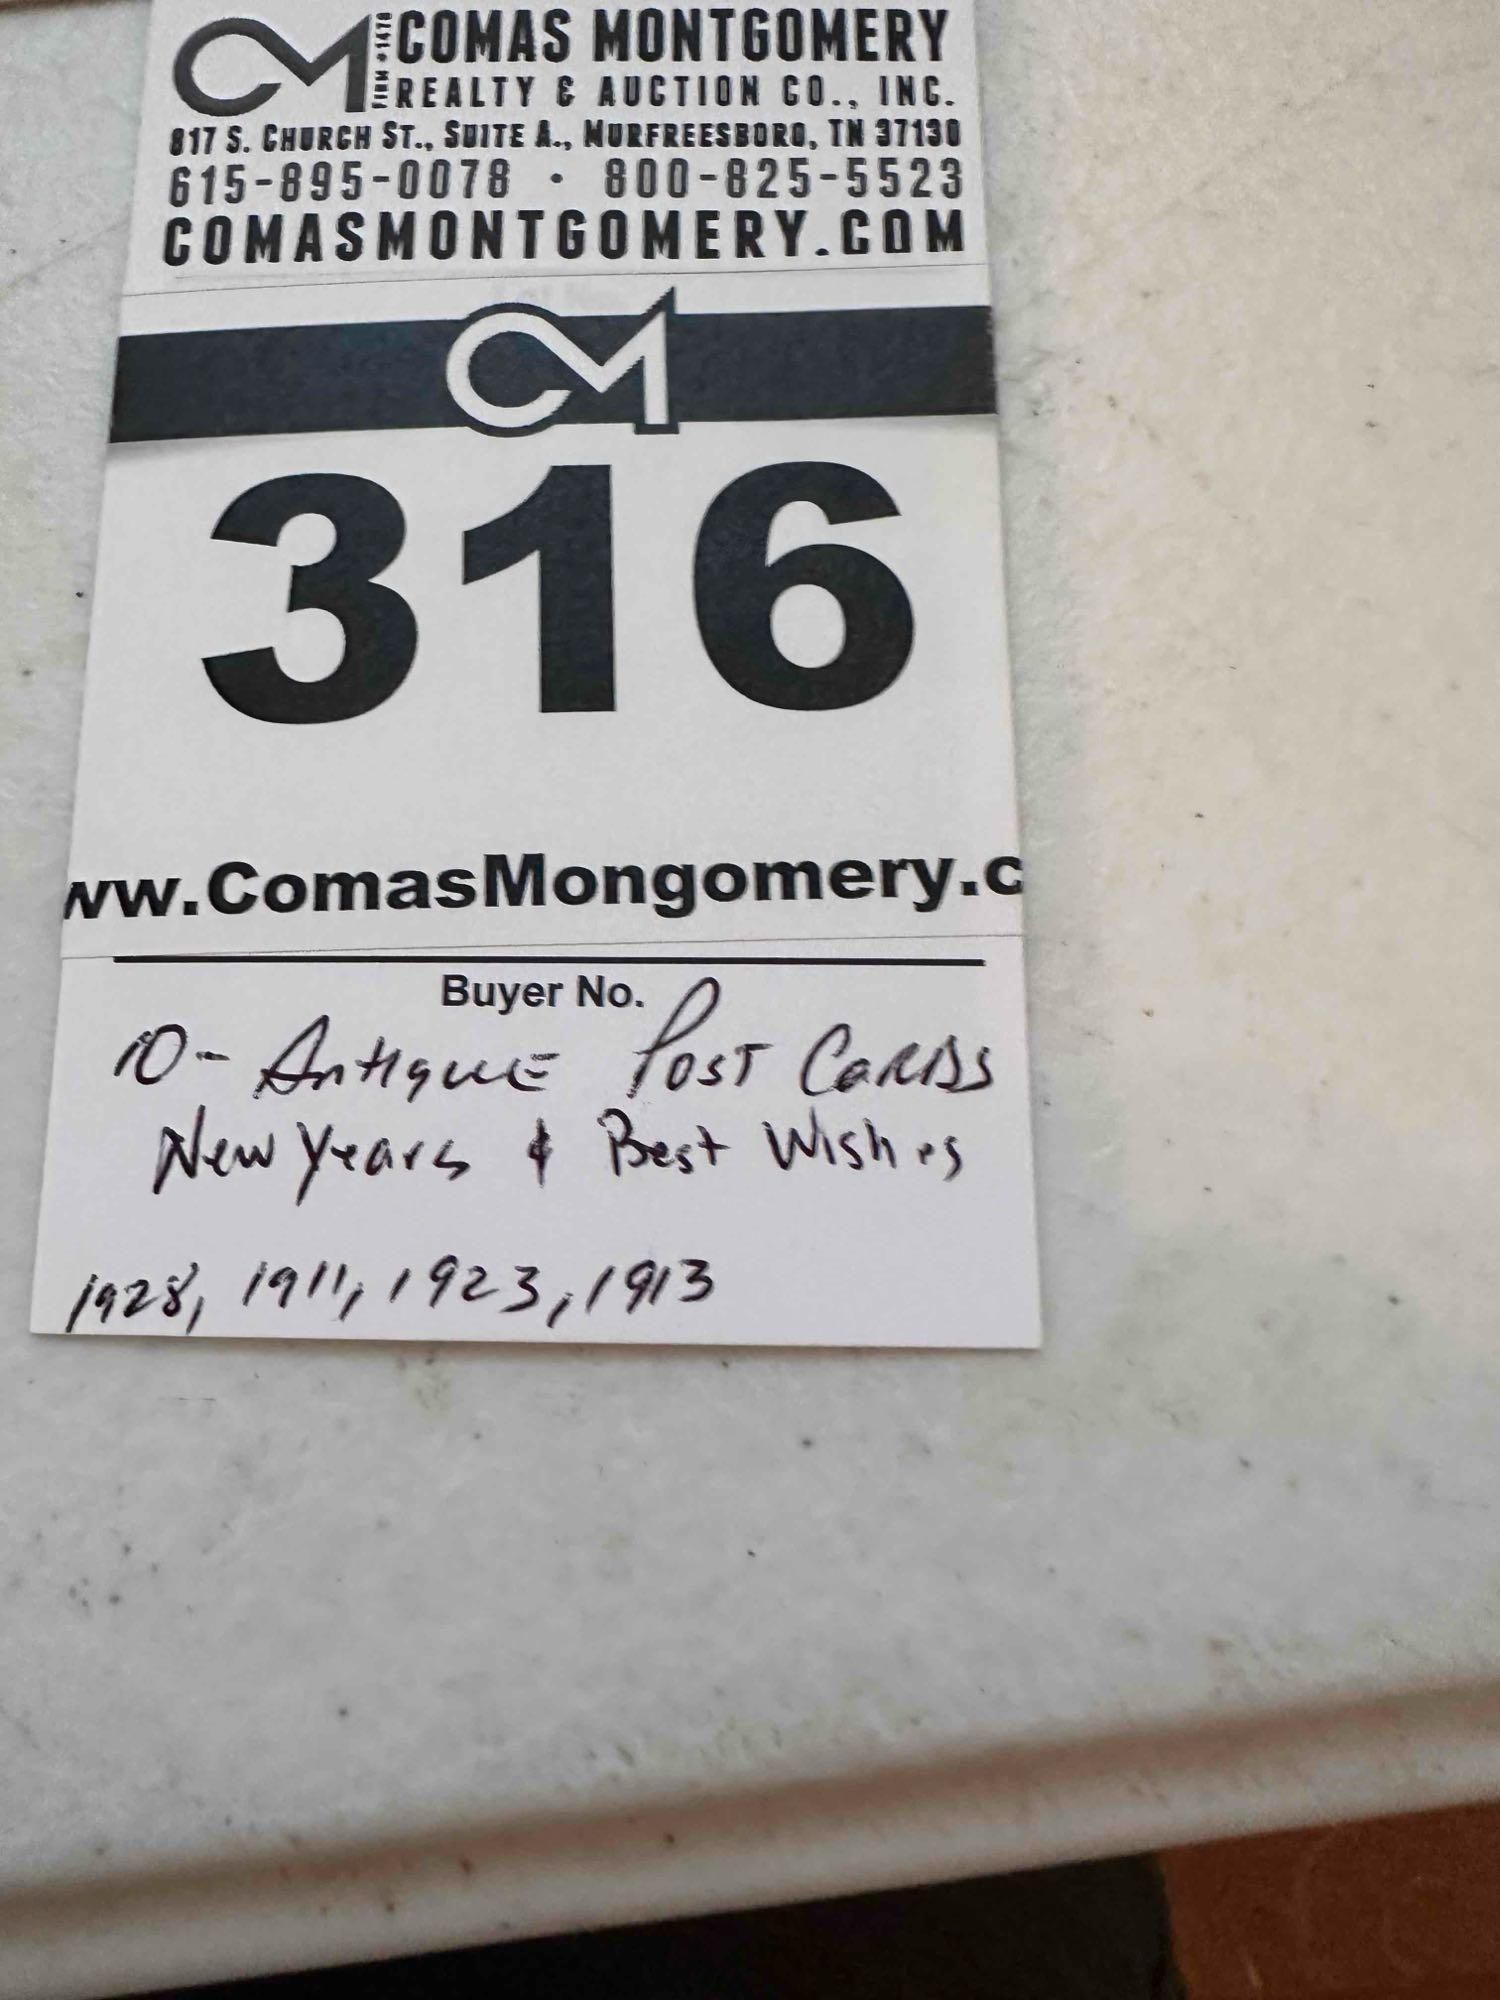 CM FIRM #1476 COMAS MONTGOMERY
REALTY & AUCTION CO., INC.
817 S. CHURCH ST., SUITE A., MURFREESBORO, TN 37130
615-895-0078 • 800-825-5523
COMASMONTGOMERY.COM
CM
316
ww.ComasMongomery.c
Buyer No.
10- Antique Post Cards
New Years & Best Wishes
1928, 1911, 1923, 1913